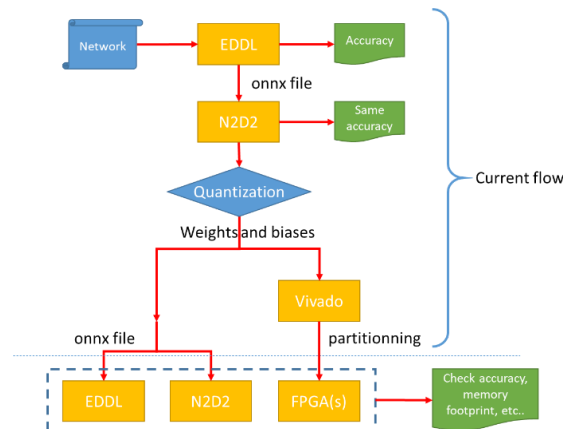 Network
EDDL
Accuracy
onnx file
N2D2
Same
accuracy
Quantization
Current flow
Weights and biases
Vivado
onnx file
partitionning
EDDL
N2D2
FPGA(s)
Check accuracy,
memory
footprint, etc..